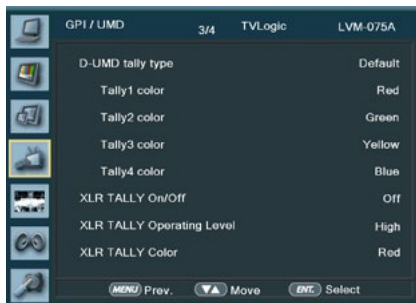 GPI / UMD 3/4 TVLogic LVM-075A
D-UMD tally type Default
Tally1 color Red
Tally2 color Green
Tally3 color Yellow
Tally4 color Blue
XLR TALLY On/Off Off
XLR TALLY Operating Level High
XLR TALLY Color Red
MENU Prev. ▼▲ Move ENT. Select